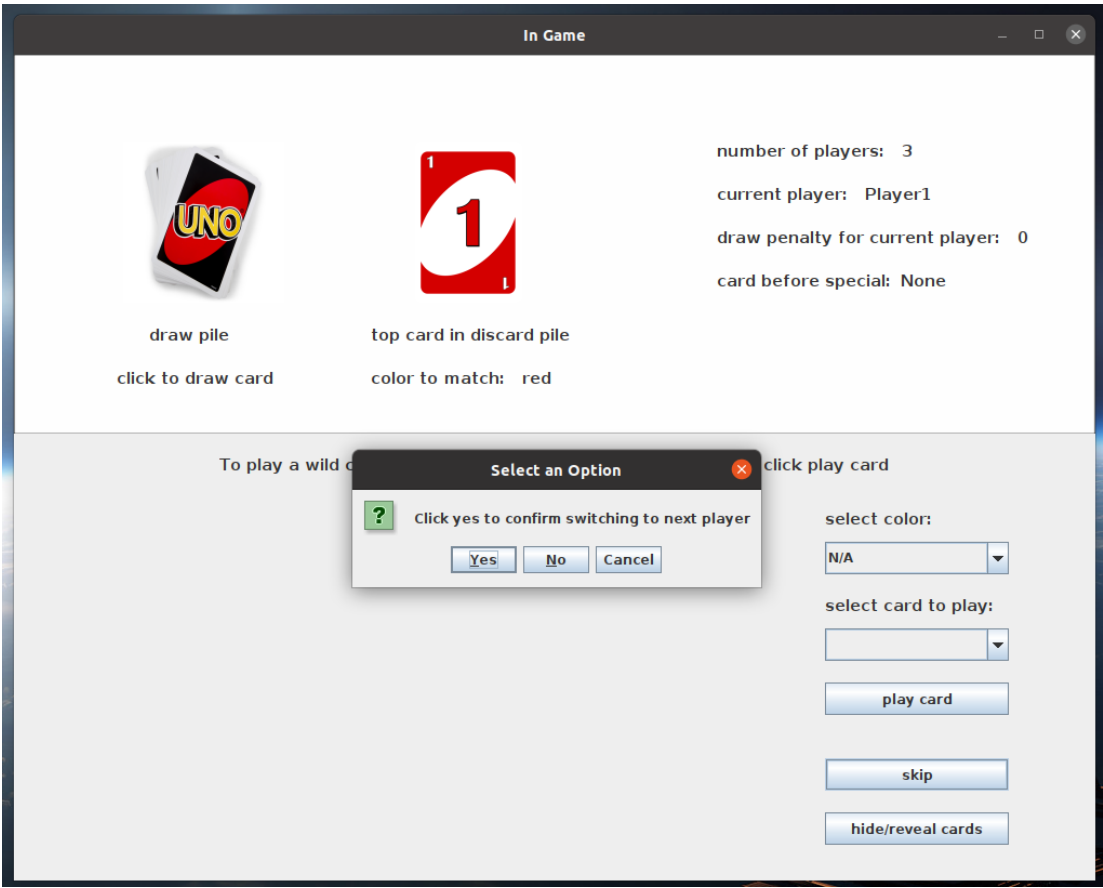 In Game
1
UNO
1
1
number of players: 3
current player: Player1
draw penalty for current player: 0
card before special: None
draw pile
top card in discard pile
click to draw card
color to match: red
To play a wild
click play card
Select an Option
Click yes to confirm switching to next player
Yes
No
Cancel
select color:
N/A
select card to play:
play card
skip
hide/reveal cards